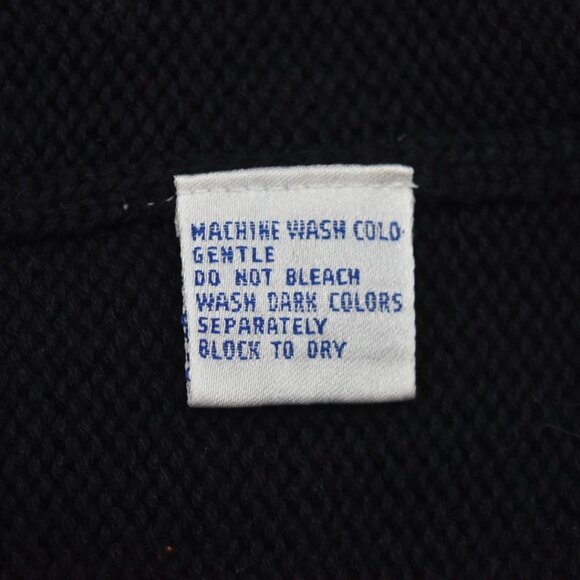 MACHINE WASH COLD-
GENTLE
DO NOT BLEACH
WASH DARK COLORS
SEPARATELY
BLOCK TO DRY